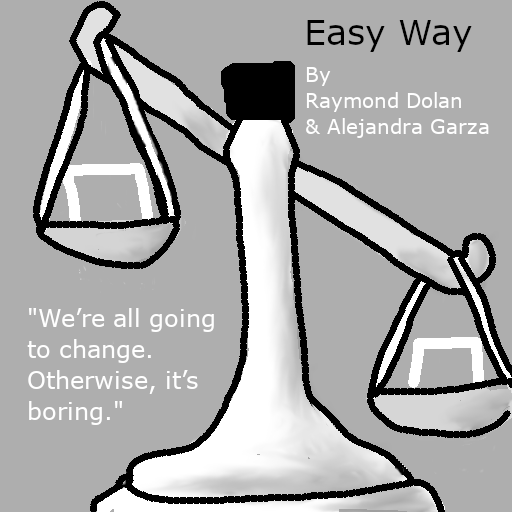 Easy Way
By
Raymond Dolan
& Alejandra Garza
"We’re all going
to change.
Otherwise, it’s
boring."